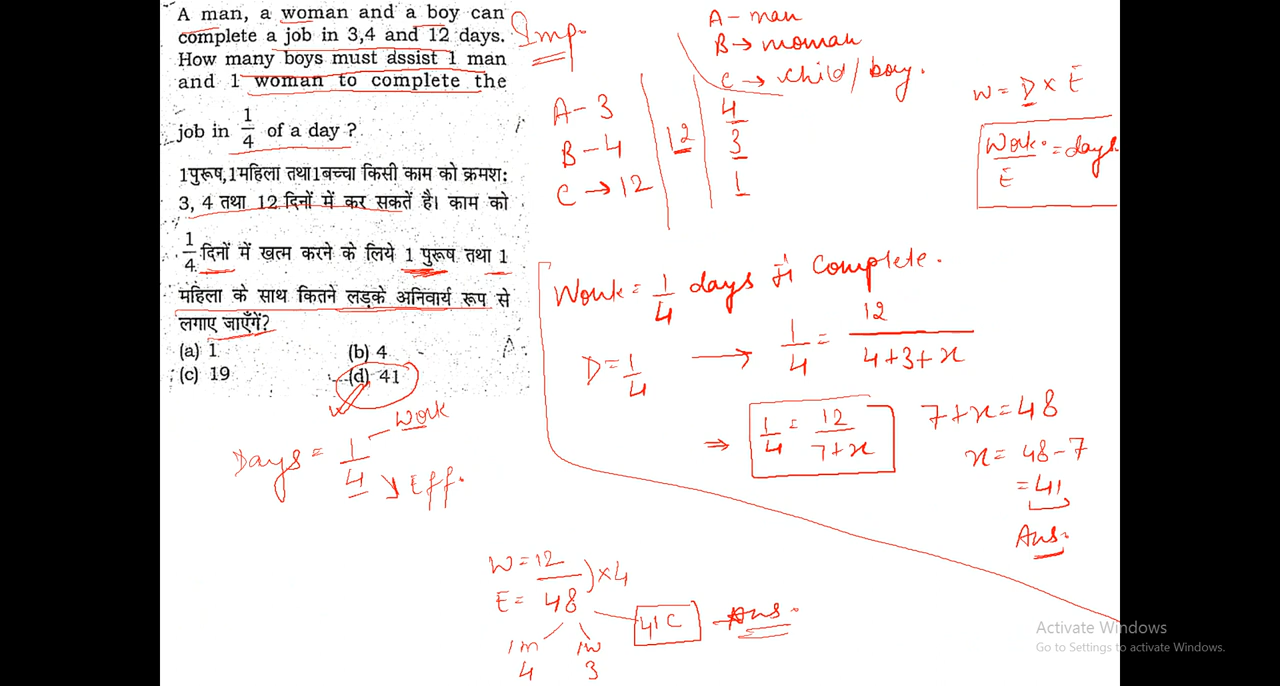 A man, a woman and a boy can
complete a job in 3,4 and 12 days.
How many boys must assist 1 man
and 1 woman to complete the
job in 1/4 of a day ?
1पुरूष,1महिला तथा1बच्चा किसी काम को क्रमश:
3, 4 तथा 12 दिनों में कर सकतें है। काम को
1/4 दिनों में खत्म करने के लिये 1 पुरूष तथा 1
महिला के साथ कितने लड़के अनिवार्य रूप से
लगाए जाएँगें?
(a) 1 (b) 4
(c) 19 (d) 41
Imp.
A - man
B → moman
C → child/boy.
A - 3
B - 4
C → 12
12
4
3
1
W = D × E
Work/E = days
Work = 1/4 days में Complete.
D = 1/4 → 1/4 = 12/4+3+x
⇒ 1/4 = 12/7+x
7+x = 48
x = 48-7
= 41
Ans.
Days = 1/4
Work
Eff.
W = 12
E = 48
×4
1m
4
1w
3
41C
Ans.
Activate Windows
Go to Settings to activate Windows.